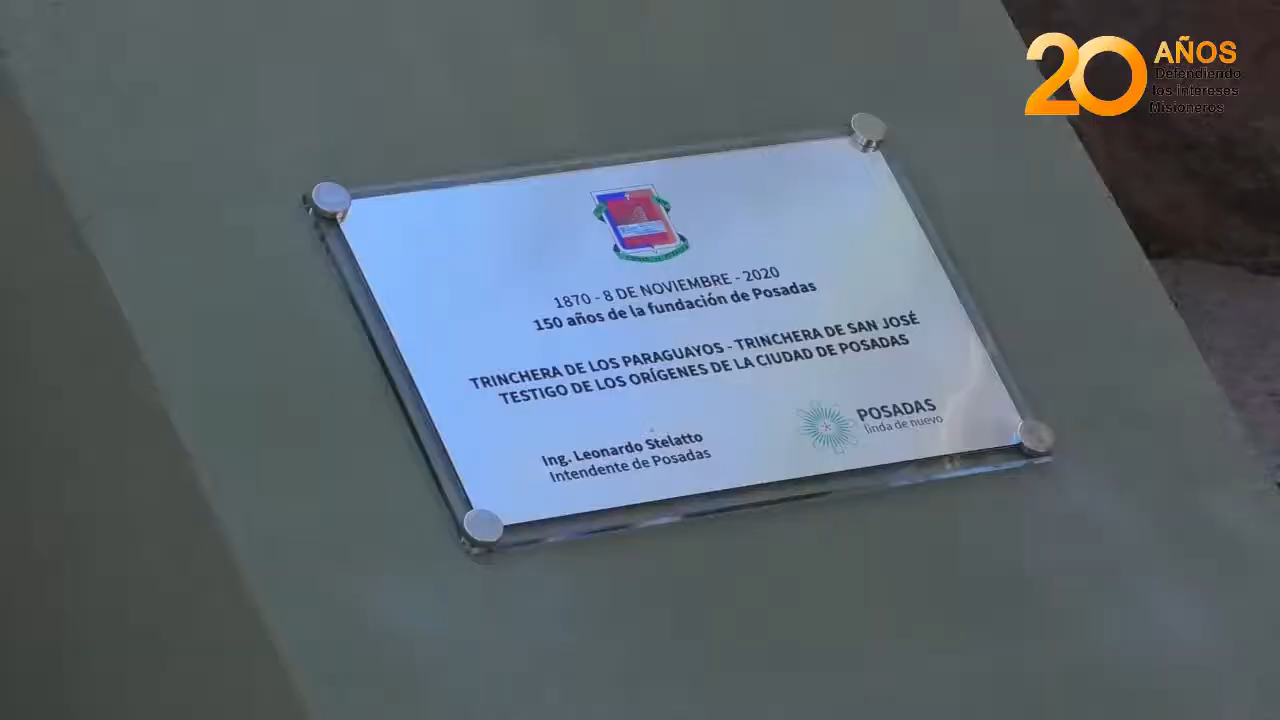 20 AÑOS
Defendiendo
los intereses
Misioneros
1870 - 8 DE NOVIEMBRE - 2020
150 años de la fundación de Posadas
TRINCHERA DE LOS PARAGUAYOS - TRINCHERA DE SAN JOSÉ
TESTIGO DE LOS ORÍGENES DE LA CIUDAD DE POSADAS
Ing. Leonardo Stelatto
Intendente de Posadas
POSADAS
linda de nuevo